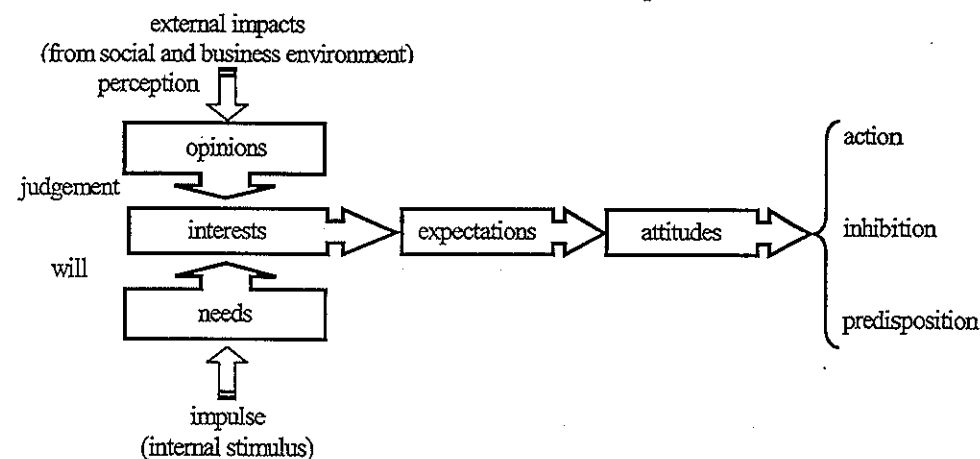 external impacts
(from social and business environment)
perception
opinions
judgement
interests
expectations
attitudes
action
inhibition
predisposition
will
needs
impulse
(internal stimulus)